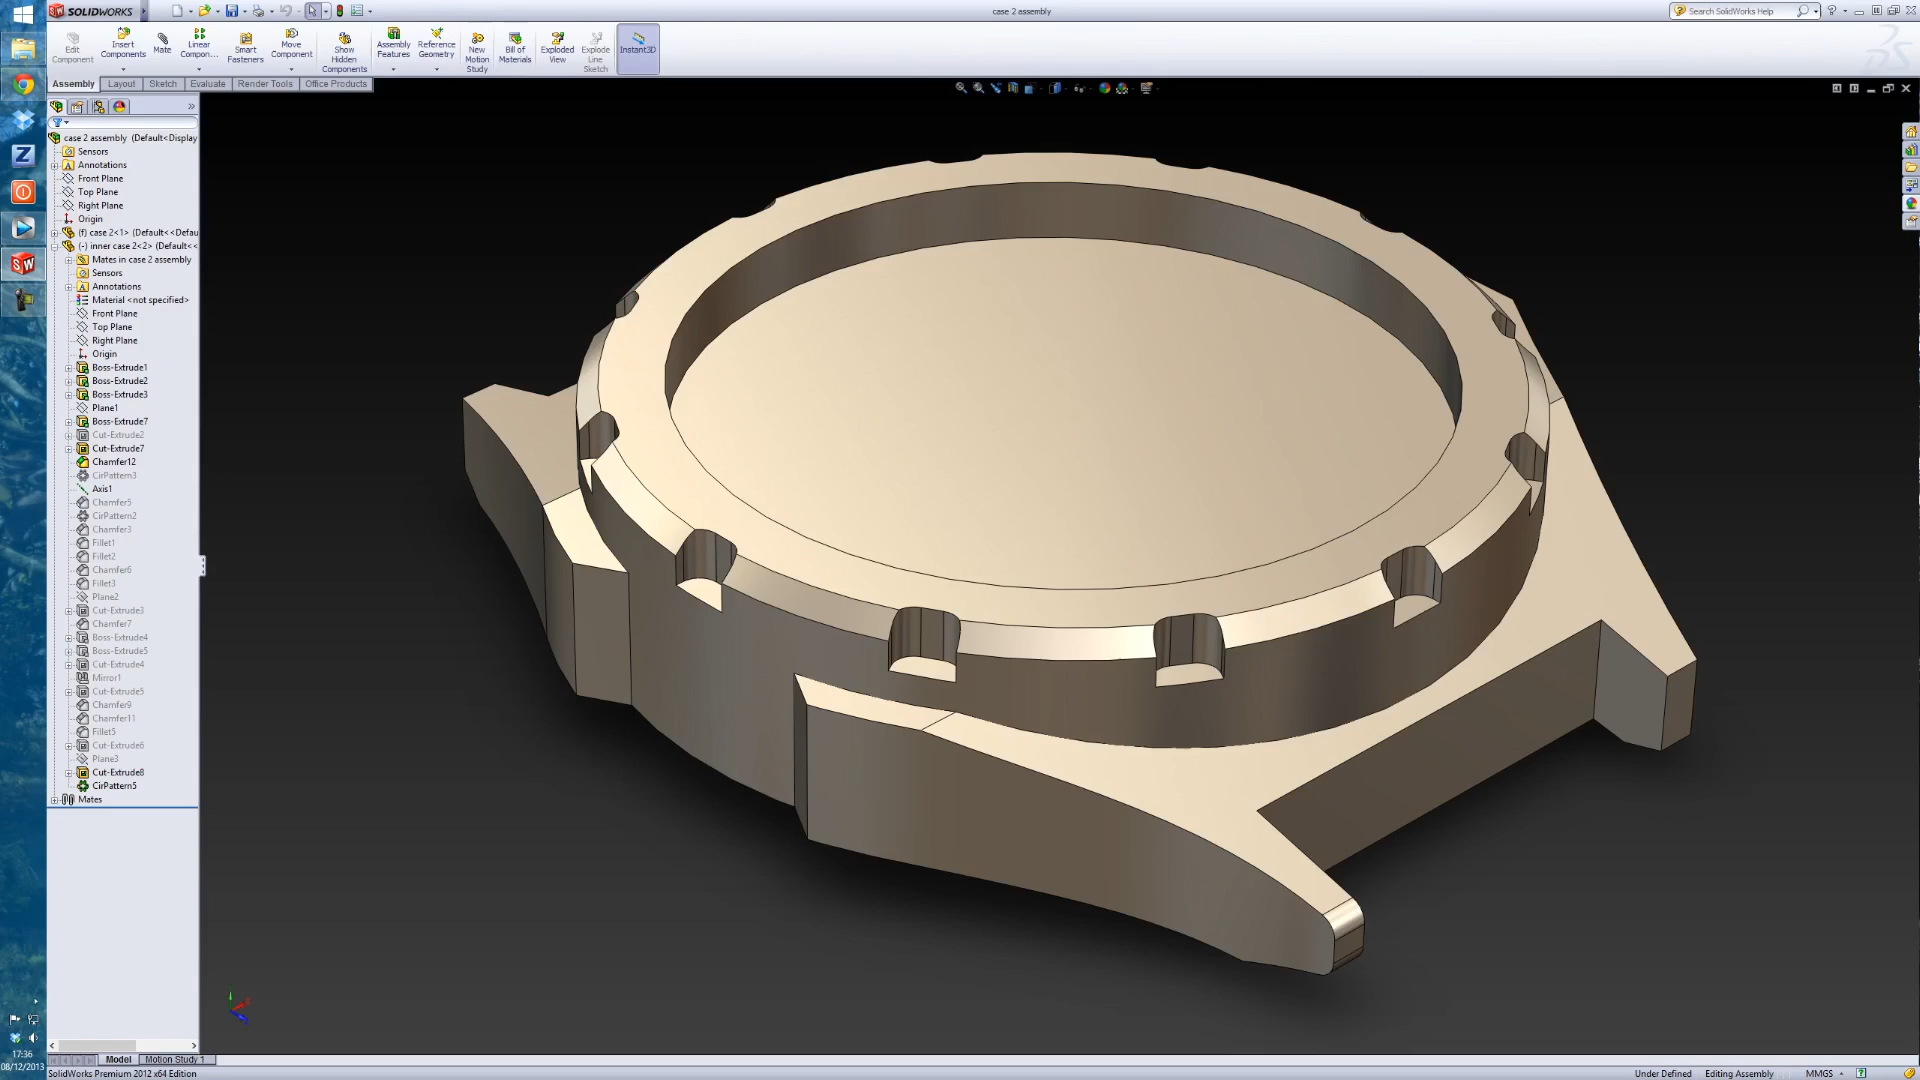 SOLIDWORKS
case 2 assembly
Search SolidWorks Help
Edit Component
Insert Components
Mate
Linear Compon...
Smart Fasteners
Move Component
Show Hidden Components
Assembly Features
Reference Geometry
New Motion Study
Bill of Materials
Exploded View
Explode Line Sketch
Instant3D
Assembly Layout Sketch Evaluate Render Tools Office Products
case 2 assembly (Default<Display
Sensors
Annotations
Front Plane
Top Plane
Right Plane
Origin
(f) case 2<1> (Default<<Defau
(-) inner case 2<2> (Default<<
Mates in case 2 assembly
Sensors
Annotations
Material <not specified>
Front Plane
Top Plane
Right Plane
Origin
Boss-Extrude1
Boss-Extrude2
Boss-Extrude3
Plane1
Boss-Extrude7
Cut-Extrude2
Cut-Extrude7
Chamfer12
CirPattern3
Axis1
Chamfer5
CirPattern2
Chamfer3
Fillet1
Fillet2
Chamfer6
Fillet3
Plane2
Cut-Extrude3
Chamfer7
Boss-Extrude4
Boss-Extrude5
Cut-Extrude4
Mirror1
Cut-Extrude5
Chamfer9
Chamfer11
Fillet5
Cut-Extrude6
Plane3
Cut-Extrude8
CirPattern5
Mates
17:36
08/12/2013
Model Motion Study 1
SolidWorks Premium 2012 x64 Edition
Under Defined Editing Assembly MMGS